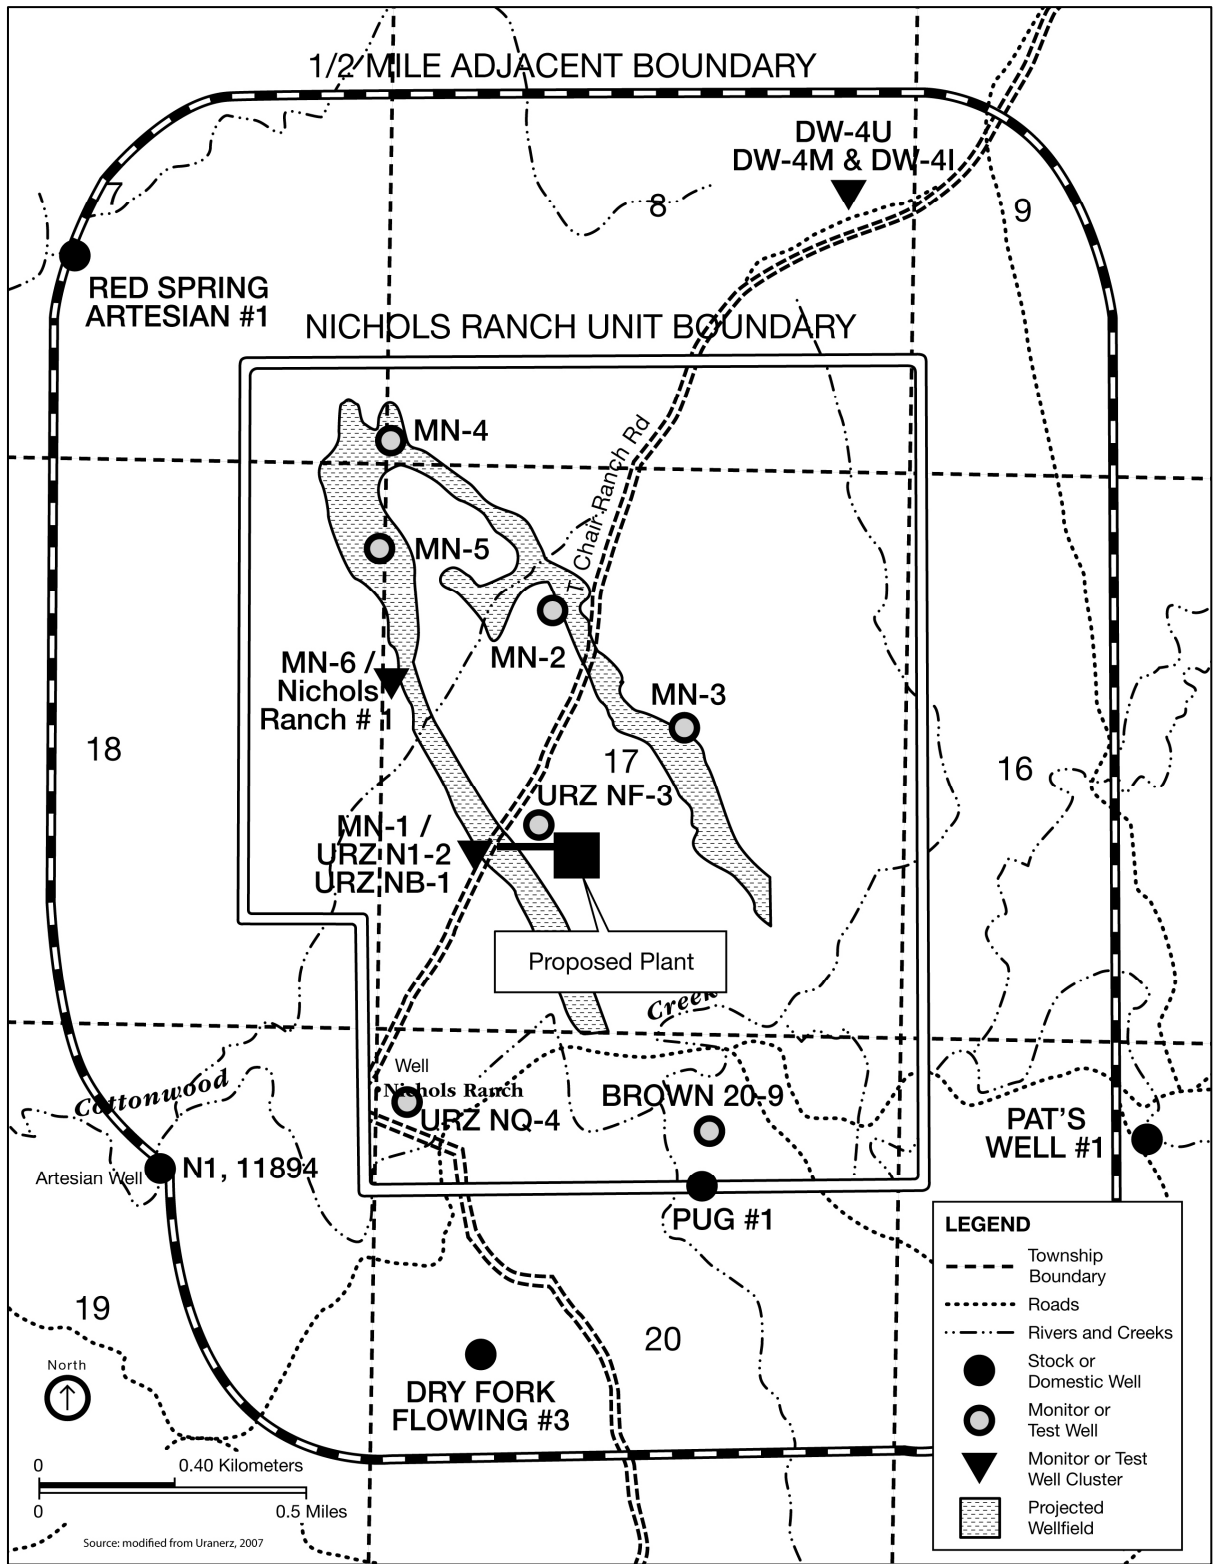 1/2 MILE ADJACENT BOUNDARY
DW-4U
DW-4M & DW-4I
7
8
9
RED SPRING
ARTESIAN #1
NICHOLS RANCH UNIT BOUNDARY
MN-4
T Chair Ranch Rd
MN-5
MN-2
MN-6 /
Nichols
Ranch # 1
MN-3
18
17
16
URZ NF-3
MN-1 /
URZ N1-2
URZ NB-1
Proposed Plant
Creek
Well
Nichols Ranch
URZ NQ-4
Cottonwood
BROWN 20-9
PAT'S
WELL #1
Artesian Well
N1, 11894
PUG #1
19
20
DRY FORK
FLOWING #3
North
0
0.40 Kilometers
0
0.5 Miles
Source: modified from Uranerz, 2007
LEGEND
Township
Boundary
Roads
Rivers and Creeks
Stock or
Domestic Well
Monitor or
Test Well
Monitor or Test
Well Cluster
Projected
Wellfield